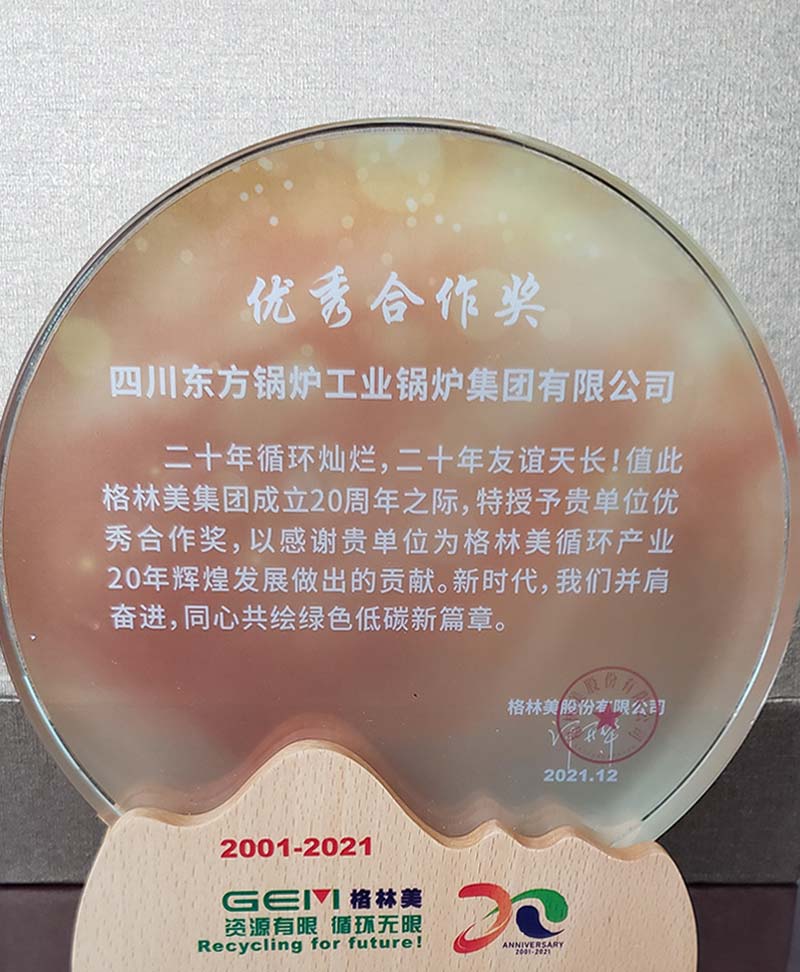 优秀合作奖
四川东方锅炉工业锅炉集团有限公司
二十年循环灿烂，二十年友谊天长！值此
格林美集团成立20周年之际，特授予贵单位优
秀合作奖，以感谢贵单位为格林美循环产业
20年辉煌发展做出的贡献。新时代，我们并肩
奋进，同心共绘绿色低碳新篇章。
格林美股份有限公司
2021.12
2001-2021
GEM 格林美
资源有限 循环无限
Recycling for future!
ANNIVERSARY
2001-2021